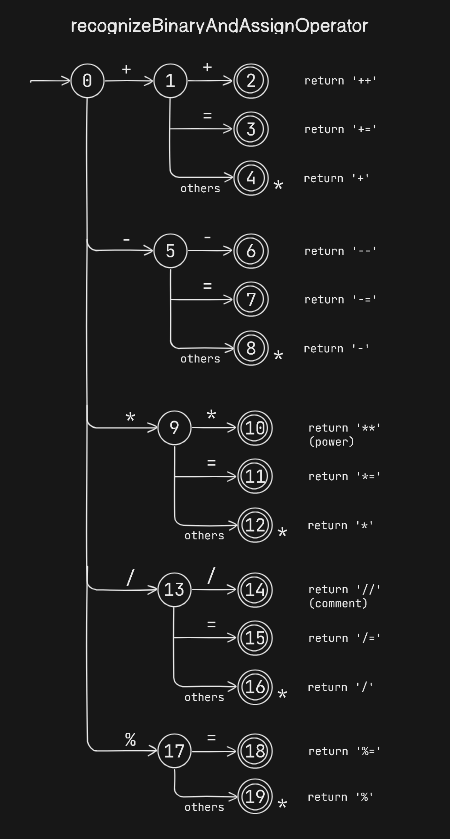 recognizeBinaryAndAssignOperator
0 + 1 + 2 return '++'
= 3 return '+='
others 4 * return '+'
- 5 - 6 return '--'
= 7 return '-='
others 8 * return '-'
* 9 * 10 return '**'
(power)
= 11 return '*='
others 12 * return '*'
/ 13 / 14 return '//'
(comment)
= 15 return '/='
others 16 * return '/'
% 17 = 18 return '%='
others 19 * return '%'